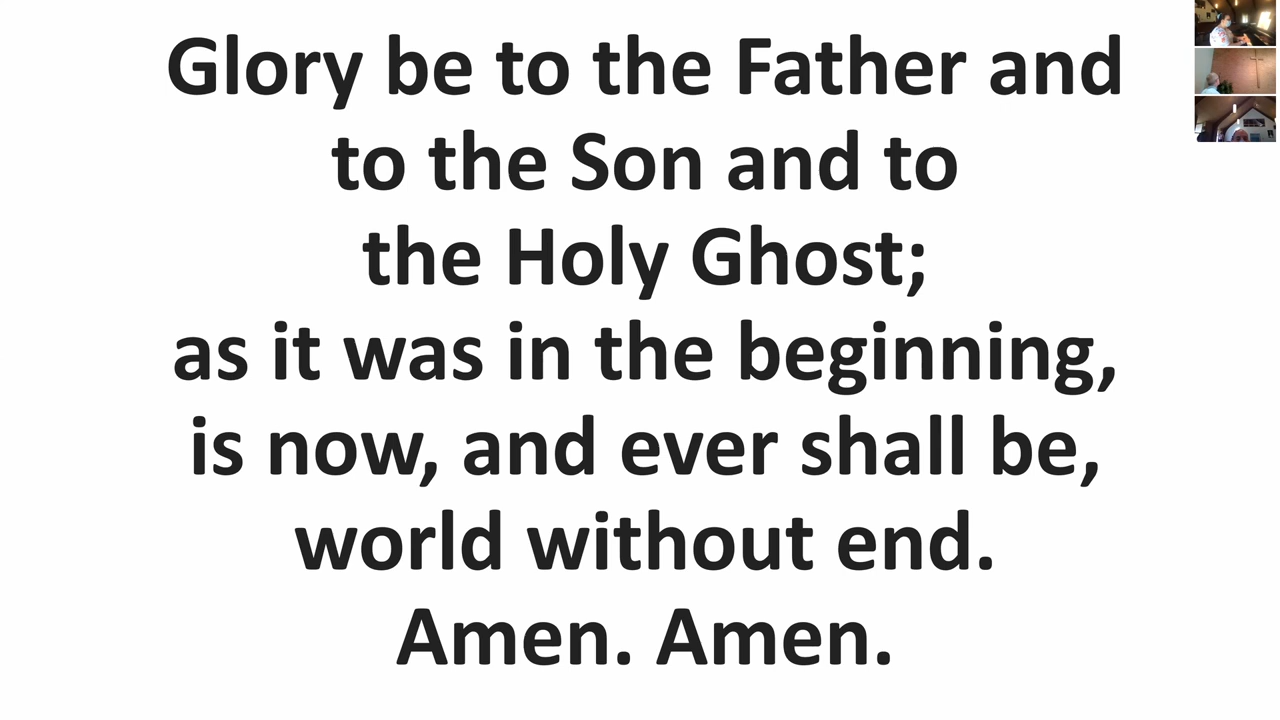 Glory be to the Father and
to the Son and to
the Holy Ghost;
as it was in the beginning,
is now, and ever shall be,
world without end.
Amen. Amen.